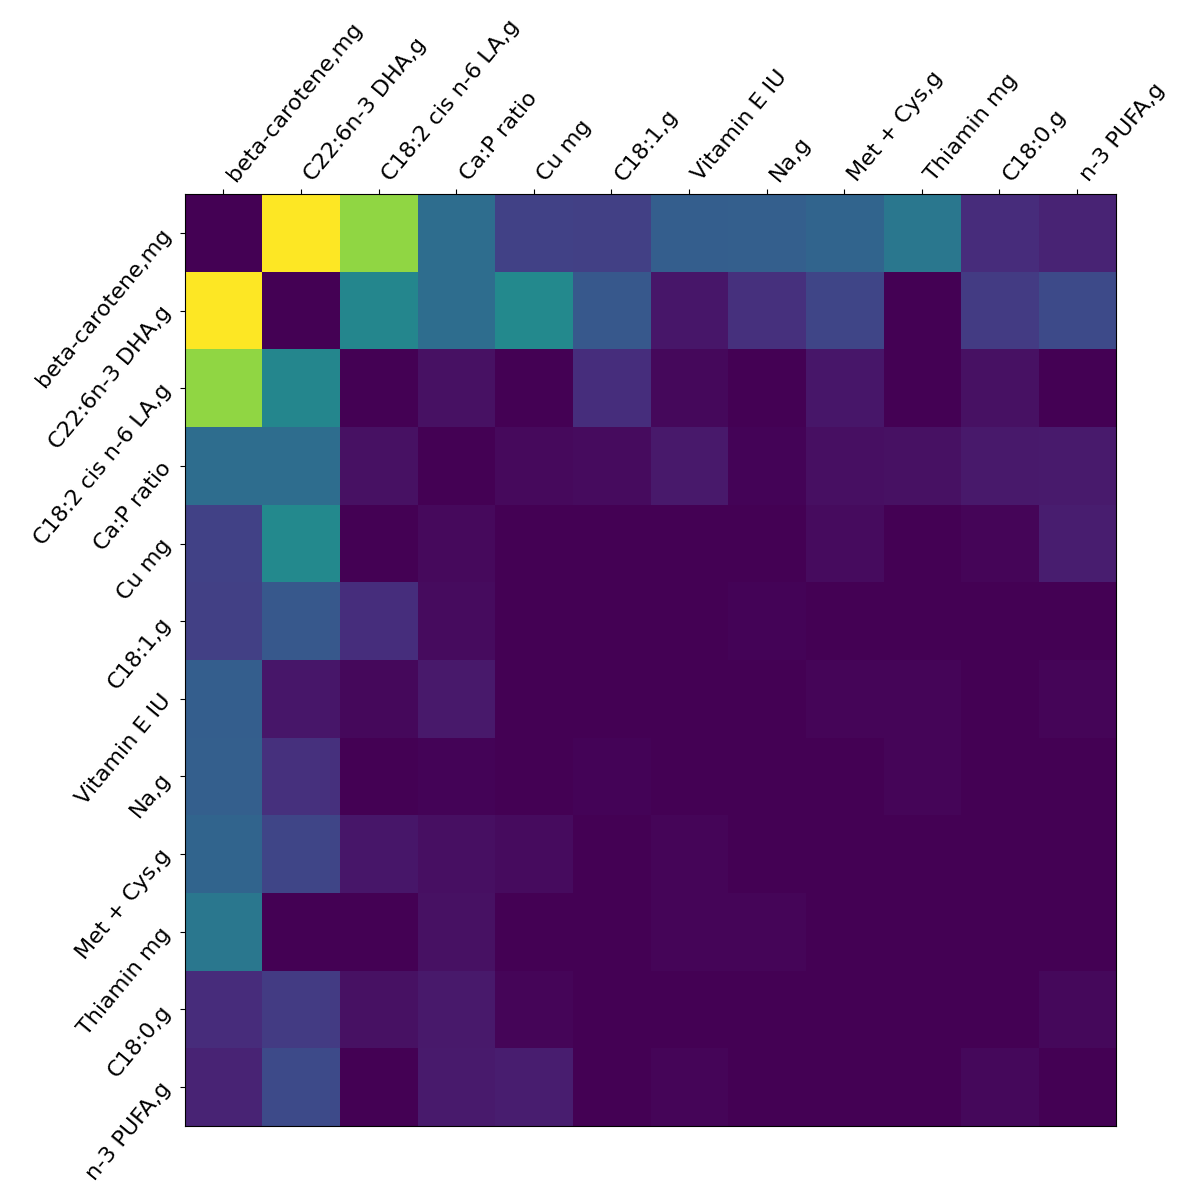 beta-carotene,mg
C22:6n-3 DHA,g
C18:2 cis n-6 LA,g
Ca:P ratio
Cu mg
C18:1,g
Vitamin E IU
Na,g
Met + Cys,g
Thiamin mg
C18:0,g
n-3 PUFA,g
beta-carotene,mg
C22:6n-3 DHA,g
C18:2 cis n-6 LA,g
Ca:P ratio
Cu mg
C18:1,g
Vitamin E IU
Na,g
Met + Cys,g
Thiamin mg
C18:0,g
n-3 PUFA,g